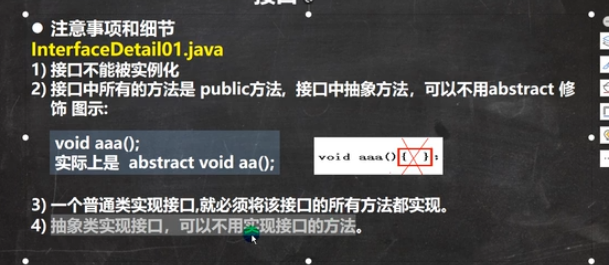 接口
● 注意事项和细节
InterfaceDetail01.java
1) 接口不能被实例化
2) 接口中所有的方法是 public方法, 接口中抽象方法，可以不用abstract 修
饰 图示:
void aaa();
实际上是 abstract void aa();
void aaa(){ };
3) 一个普通类实现接口,就必须将该接口的所有方法都实现。
4) 抽象类实现接口，可以不用实现接口的方法。